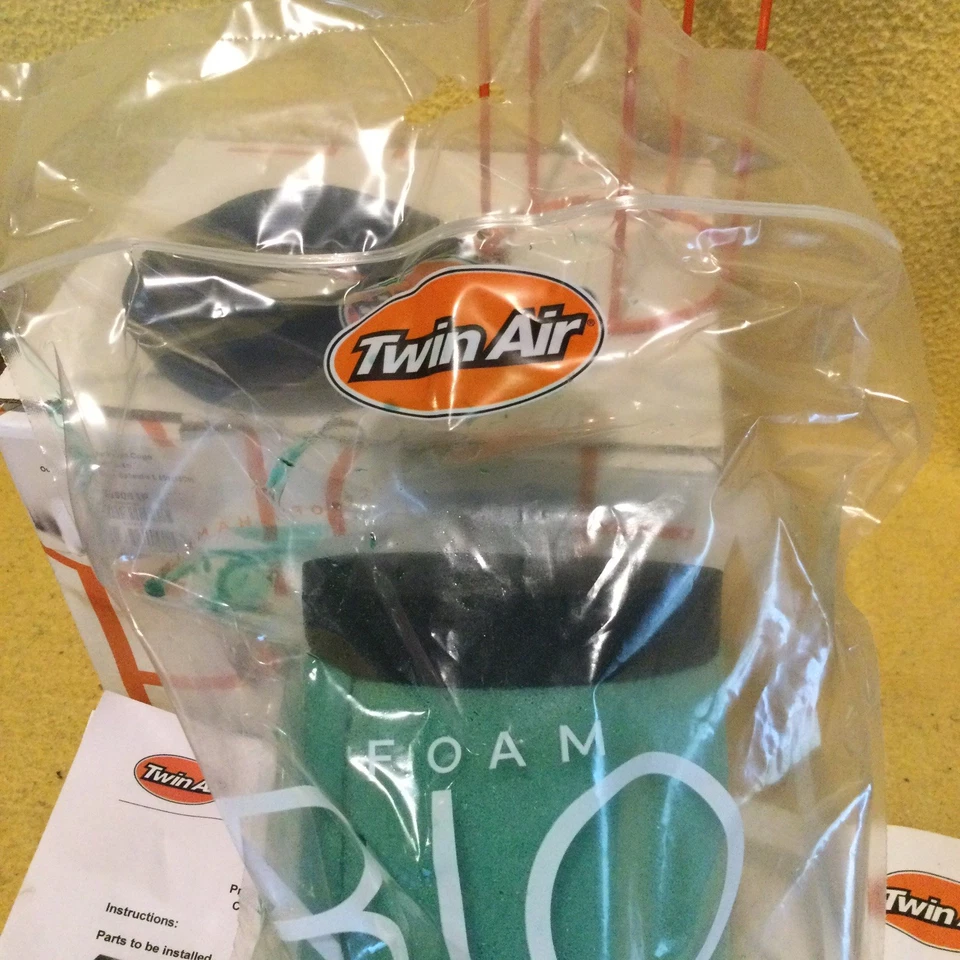 Twin Air®
FOAM
BIO
Twin Air
Instructions:
Parts to be installed
Twin